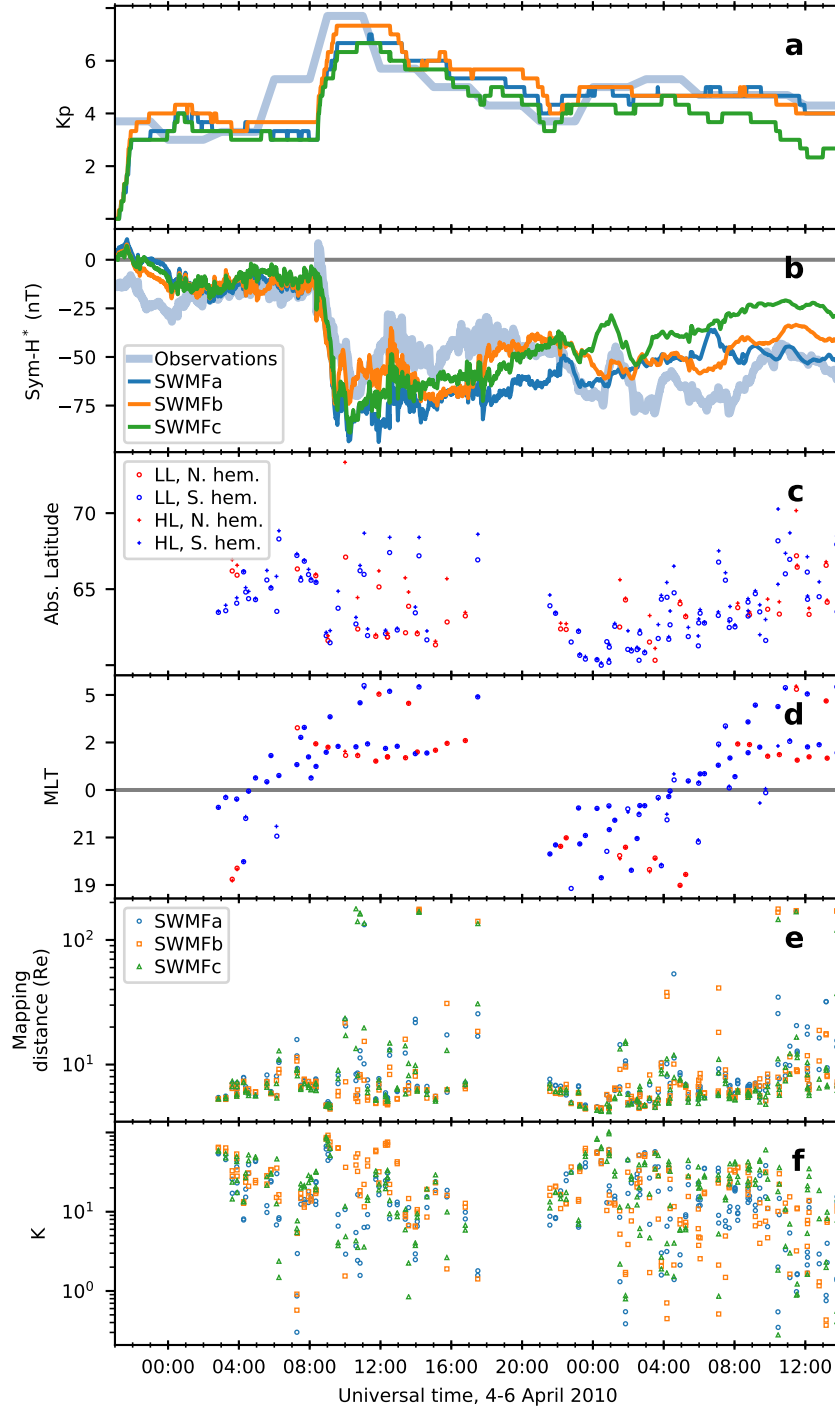 a
6
4
2
Kp
b
0
−25
−50
−75
Sym-H* (nT)
Observations
SWMFa
SWMFb
SWMFc
c
LL, N. hem.
LL, S. hem.
HL, N. hem.
HL, S. hem.
70
65
Abs. Latitude
d
5
2
0
21
19
MLT
e
SWMFa
SWMFb
SWMFc
10²
10¹
Mapping
distance (Re)
f
10¹
10⁰
K
00:00 04:00 08:00 12:00 16:00 20:00 00:00 04:00 08:00 12:00
Universal time, 4-6 April 2010